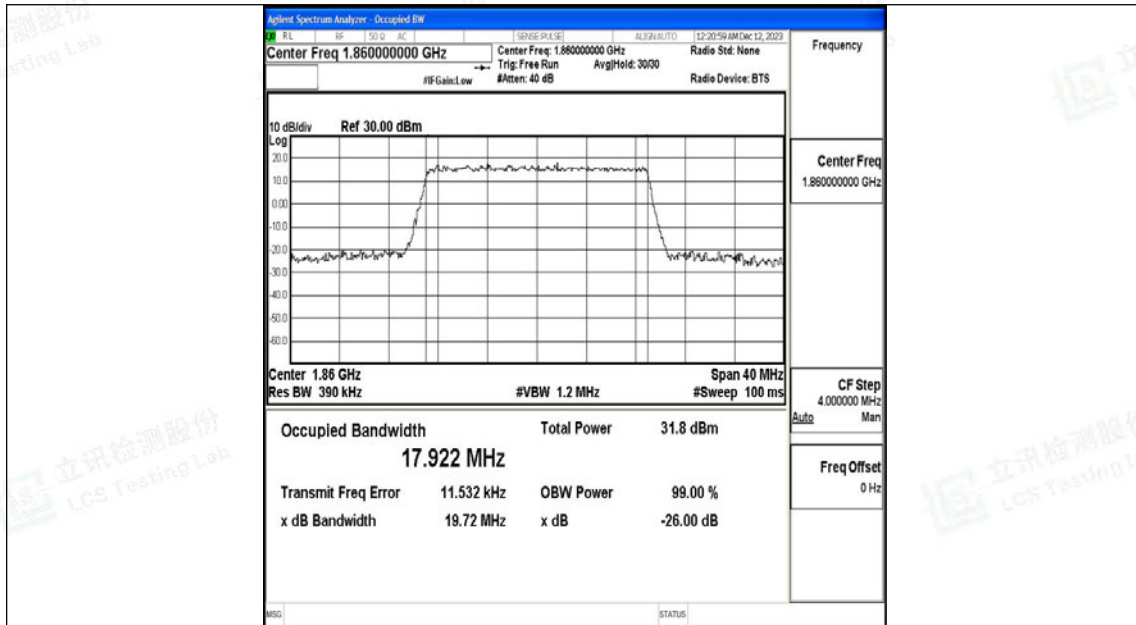 Agilent Spectrum Analyzer - Occupied BW
RL RF 50 Ω AC SENSE:PULSE ALIGNAUTO 12:20:59 AM Dec 12, 2023
Center Freq 1.860000000 GHz
Center Freq: 1.860000000 GHz
Radio Std: None
Trig: Free Run Avg|Hold: 30/30
#IFGain:Low #Atten: 40 dB Radio Device: BTS
Frequency
10 dB/div Ref 30.00 dBm
Log
20.0
10.0
0.00
-10.0
-20.0
-30.0
-40.0
-50.0
-60.0
Center 1.86 GHz Span 40 MHz
Res BW 390 kHz #VBW 1.2 MHz #Sweep 100 ms
Occupied Bandwidth Total Power 31.8 dBm
17.922 MHz
Transmit Freq Error 11.532 kHz OBW Power 99.00 %
x dB Bandwidth 19.72 MHz x dB -26.00 dB
Center Freq
1.860000000 GHz
CF Step
4.000000 MHz
Auto Man
Freq Offset
0 Hz
MSG STATUS
立讯检测股份
LCS Testing Lab
立讯检测股份